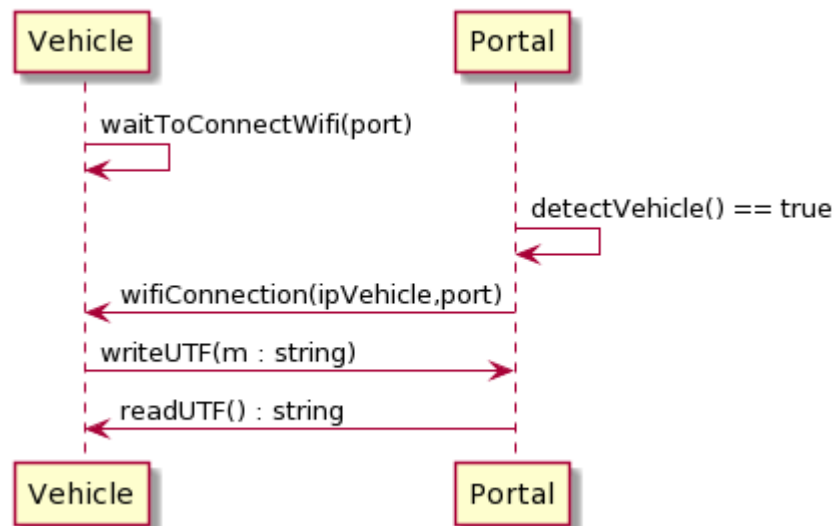 Vehicle
Portal
waitToConnectWifi(port)
detectVehicle() == true
wifiConnection(ipVehicle,port)
writeUTF(m : string)
readUTF() : string
Vehicle
Portal